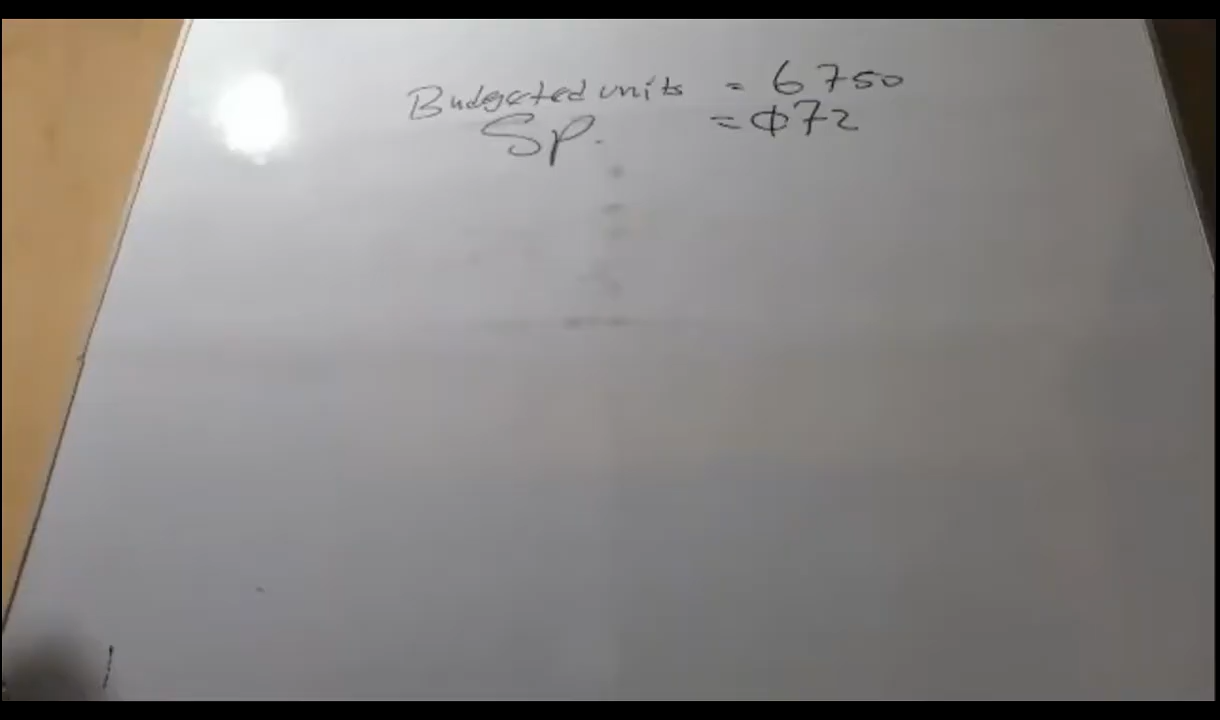 Budgeted units = 6750
SP. = ¢72